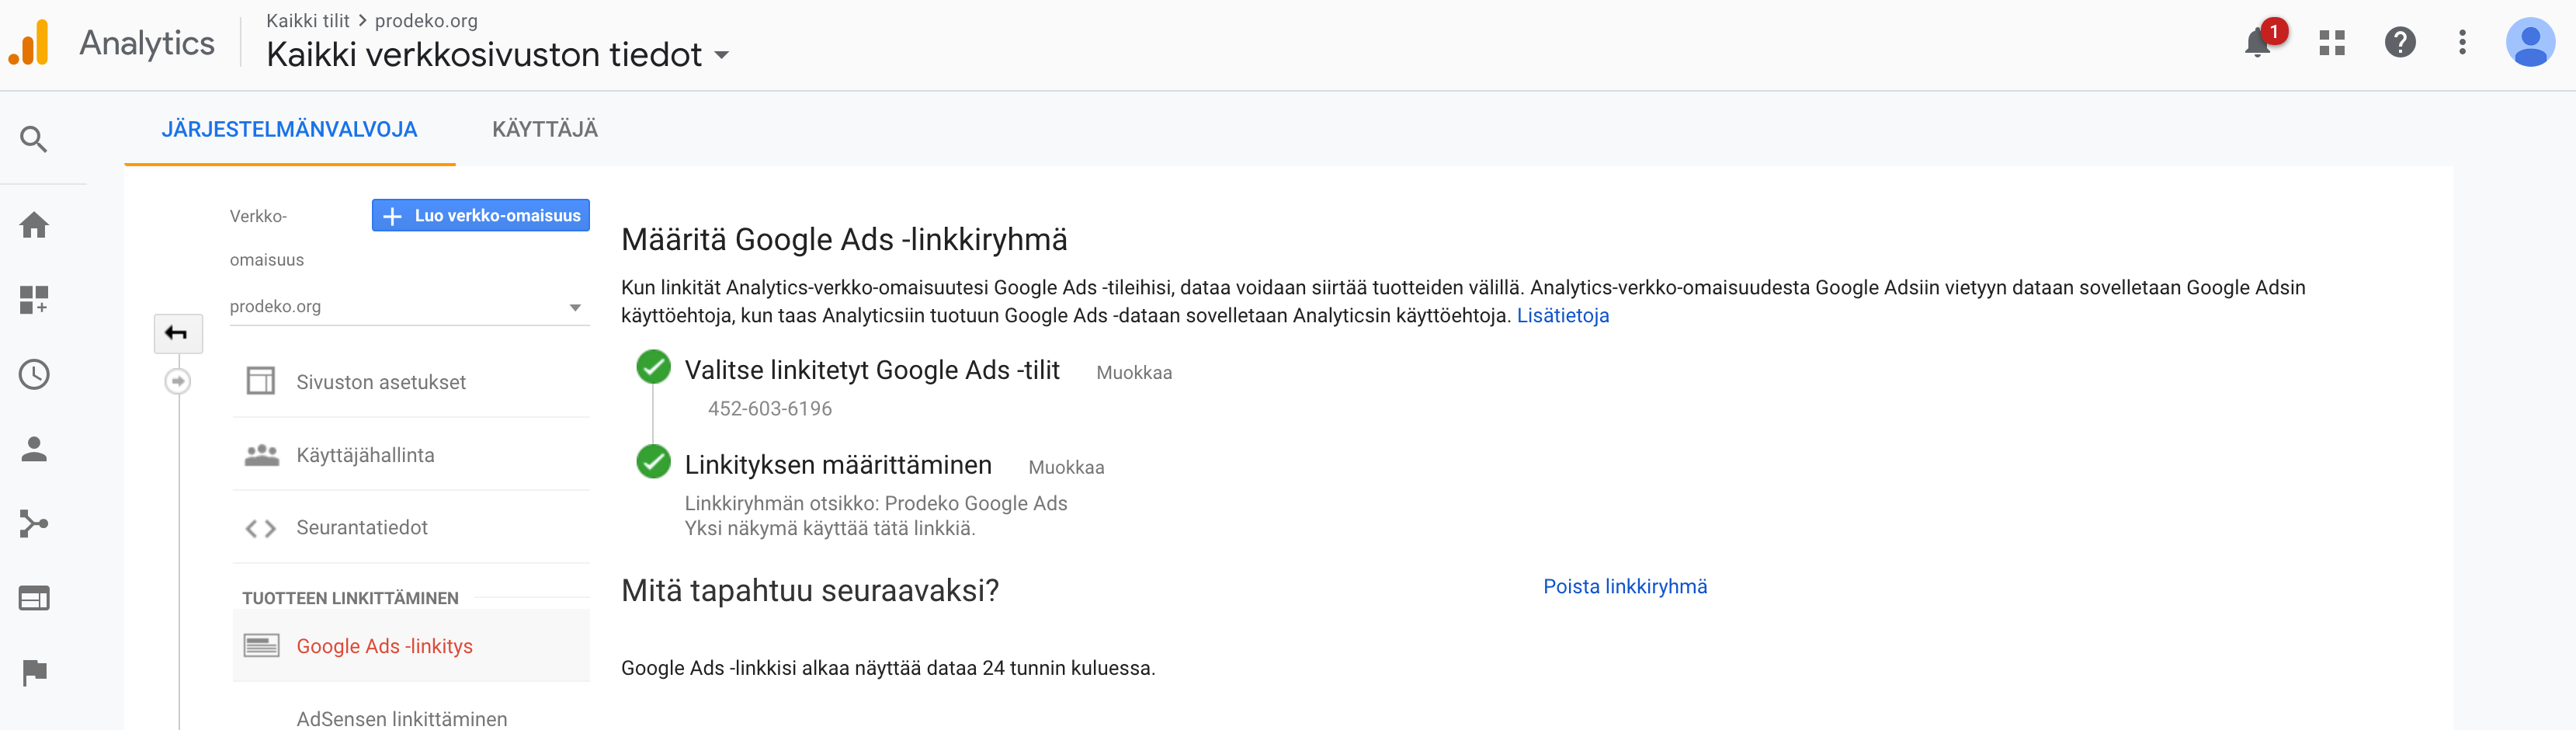 Analytics
Kaikki tilit > prodeko.org
Kaikki verkkosivuston tiedot
1
JÄRJESTELMÄNVALVOJA
KÄYTTÄJÄ
Verkko-
omaisuus
Luo verkko-omaisuus
prodeko.org
Sivuston asetukset
Käyttäjähallinta
Seurantatiedot
TUOTTEEN LINKITTÄMINEN
Google Ads -linkitys
AdSensen linkittäminen
Määritä Google Ads -linkkiryhmä
Kun linkität Analytics-verkko-omaisuutesi Google Ads -tileihisi, dataa voidaan siirtää tuotteiden välillä. Analytics-verkko-omaisuudesta Google Adsiin vietyyn dataan sovelletaan Google Adsin
käyttöehtoja, kun taas Analyticsiin tuotuun Google Ads -dataan sovelletaan Analyticsin käyttöehtoja. Lisätietoja
Valitse linkitetyt Google Ads -tilit Muokkaa
452-603-6196
Linkityksen määrittäminen Muokkaa
Linkkiryhmän otsikko: Prodeko Google Ads
Yksi näkymä käyttää tätä linkkiä.
Mitä tapahtuu seuraavaksi?
Poista linkkiryhmä
Google Ads -linkkisi alkaa näyttää dataa 24 tunnin kuluessa.